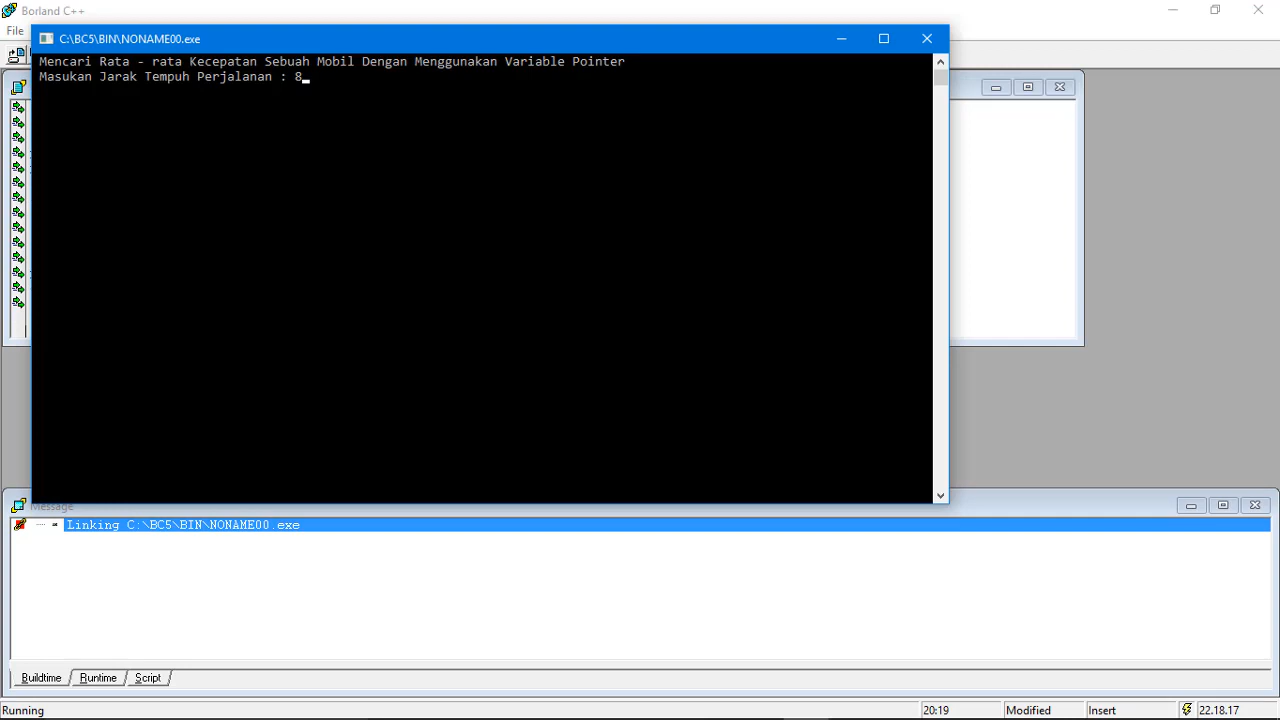 Borland C++
File
C:\BC5\BIN\NONAME00.exe
Mencari Rata - rata Kecepatan Sebuah Mobil Dengan Menggunakan Variable Pointer
Masukan Jarak Tempuh Perjalanan : 8_
Message
Linking C:\BC5\BIN\NONAME00.exe
Buildtime Runtime Script
Running 20:19 Modified Insert 22.18.17